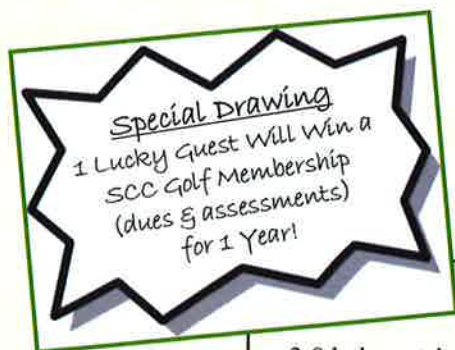 Special Drawing
1 Lucky Guest Will Win a
SCC Golf Membership
(dues & assessments)
for 1 Year!